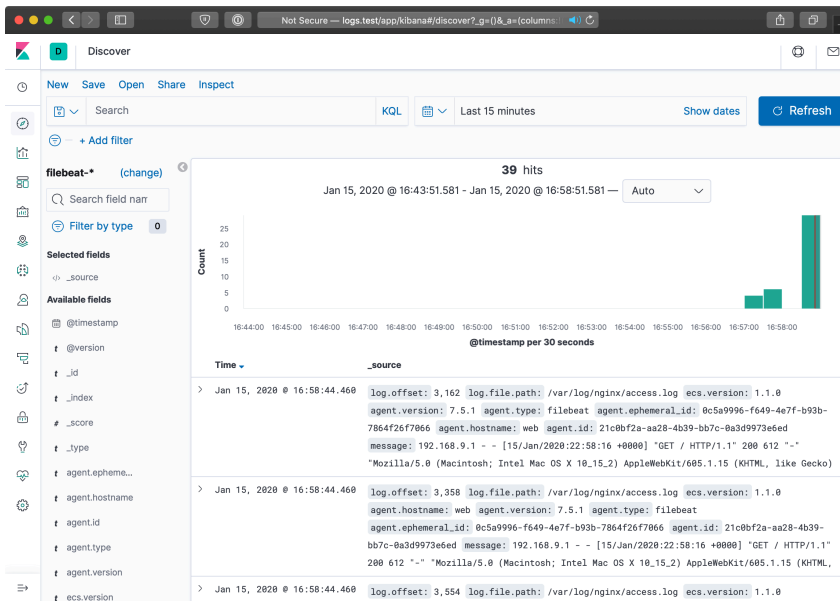 Not Secure — logs.test/app/kibana#/discover?_g=()&_a=(columns:
D Discover
New Save Open Share Inspect
Search KQL Last 15 minutes Show dates Refresh
+ Add filter
filebeat-* (change)
Search field nam
Filter by type 0
Selected fields
_source
Available fields
@timestamp
t @version
t _id
t _index
# _score
t _type
t agent.epheme...
t agent.hostname
t agent.id
t agent.type
t agent.version
t ecs.version
39 hits
Jan 15, 2020 @ 16:43:51.581 - Jan 15, 2020 @ 16:58:51.581 — Auto
Count
25
20
15
10
5
0
16:44:00 16:45:00 16:46:00 16:47:00 16:48:00 16:49:00 16:50:00 16:51:00 16:52:00 16:53:00 16:54:00 16:55:00 16:56:00 16:57:00 16:58:00
@timestamp per 30 seconds
Time _source
Jan 15, 2020 @ 16:58:44.460 log.offset: 3,162 log.file.path: /var/log/nginx/access.log ecs.version: 1.1.0
agent.version: 7.5.1 agent.type: filebeat agent.ephemeral_id: 0c5a9996-f649-4e7f-b93b-
7864f26f7066 agent.hostname: web agent.id: 21c0bf2a-aa28-4b39-bb7c-0a3d9973e6ed
message: 192.168.9.1 - - [15/Jan/2020:22:58:16 +0000] "GET / HTTP/1.1" 200 612 "-"
"Mozilla/5.0 (Macintosh; Intel Mac OS X 10_15_2) AppleWebKit/605.1.15 (KHTML, like Gecko)
Jan 15, 2020 @ 16:58:44.460 log.offset: 3,358 log.file.path: /var/log/nginx/access.log ecs.version: 1.1.0
agent.hostname: web agent.version: 7.5.1 agent.type: filebeat
agent.ephemeral_id: 0c5a9996-f649-4e7f-b93b-7864f26f7066 agent.id: 21c0bf2a-aa28-4b39-
bb7c-0a3d9973e6ed message: 192.168.9.1 - - [15/Jan/2020:22:58:16 +0000] "GET / HTTP/1.1"
200 612 "-" "Mozilla/5.0 (Macintosh; Intel Mac OS X 10_15_2) AppleWebKit/605.1.15 (KHTML,
Jan 15, 2020 @ 16:58:44.460 log.offset: 3,554 log.file.path: /var/log/nginx/access.log ecs.version: 1.1.0